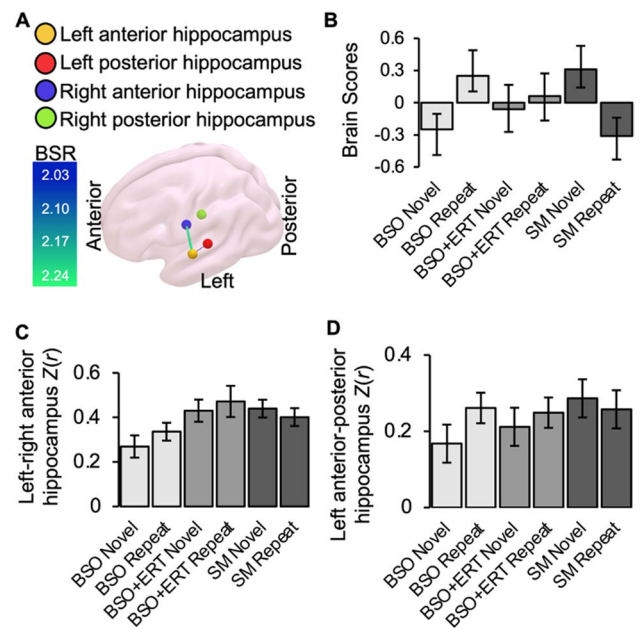 A
Left anterior hippocampus
Left posterior hippocampus
Right anterior hippocampus
Right posterior hippocampus
BSR
2.03
2.10
2.17
2.24
Anterior
Posterior
Left
B
Brain Scores
0.6
0.3
0
-0.3
-0.6
BSO Novel
BSO Repeat
BSO+ERT Novel
BSO+ERT Repeat
SM Novel
SM Repeat
C
Left-right anterior
hippocampus Z(r)
0.6
0.4
0.2
0
BSO Novel
BSO Repeat
BSO+ERT Novel
BSO+ERT Repeat
SM Novel
SM Repeat
D
Left anterior-posterior
hippocampus Z(r)
0.4
0.2
0
BSO Novel
BSO Repeat
BSO+ERT Novel
BSO+ERT Repeat
SM Novel
SM Repeat